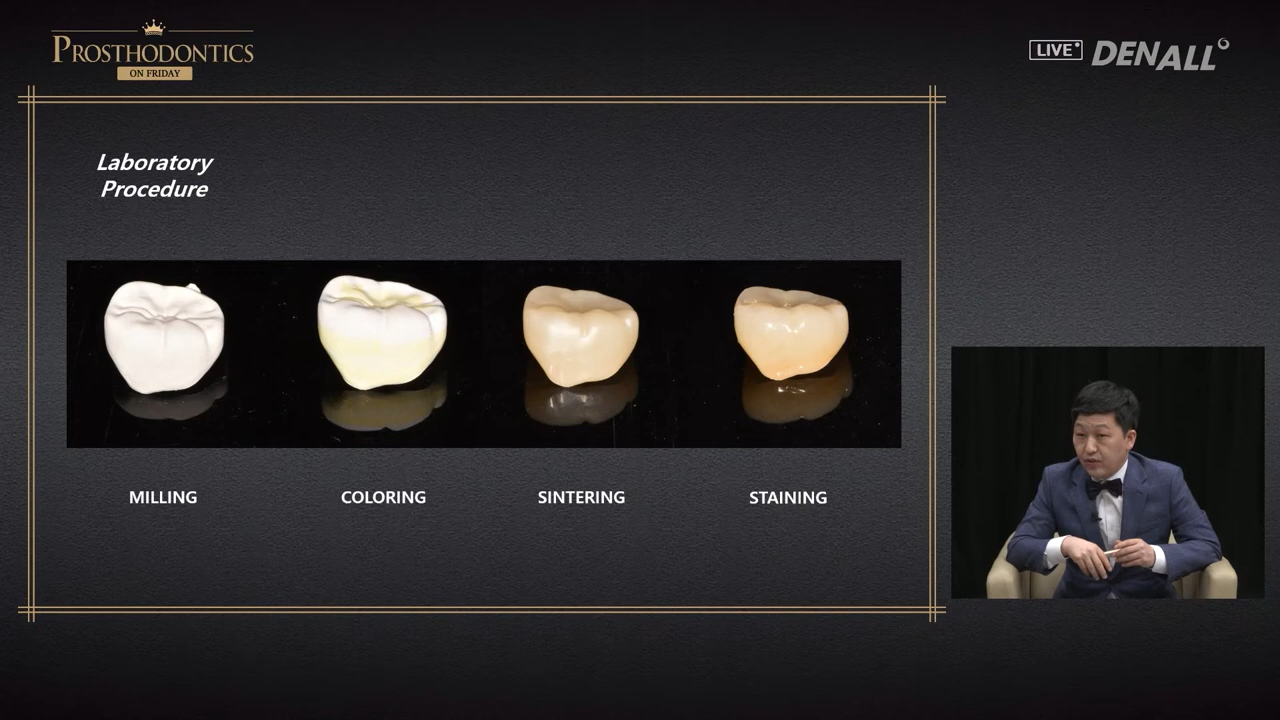 PROSTHODONTICS
ON FRIDAY
LIVE
DENALL
Laboratory
Procedure
MILLING
COLORING
SINTERING
STAINING